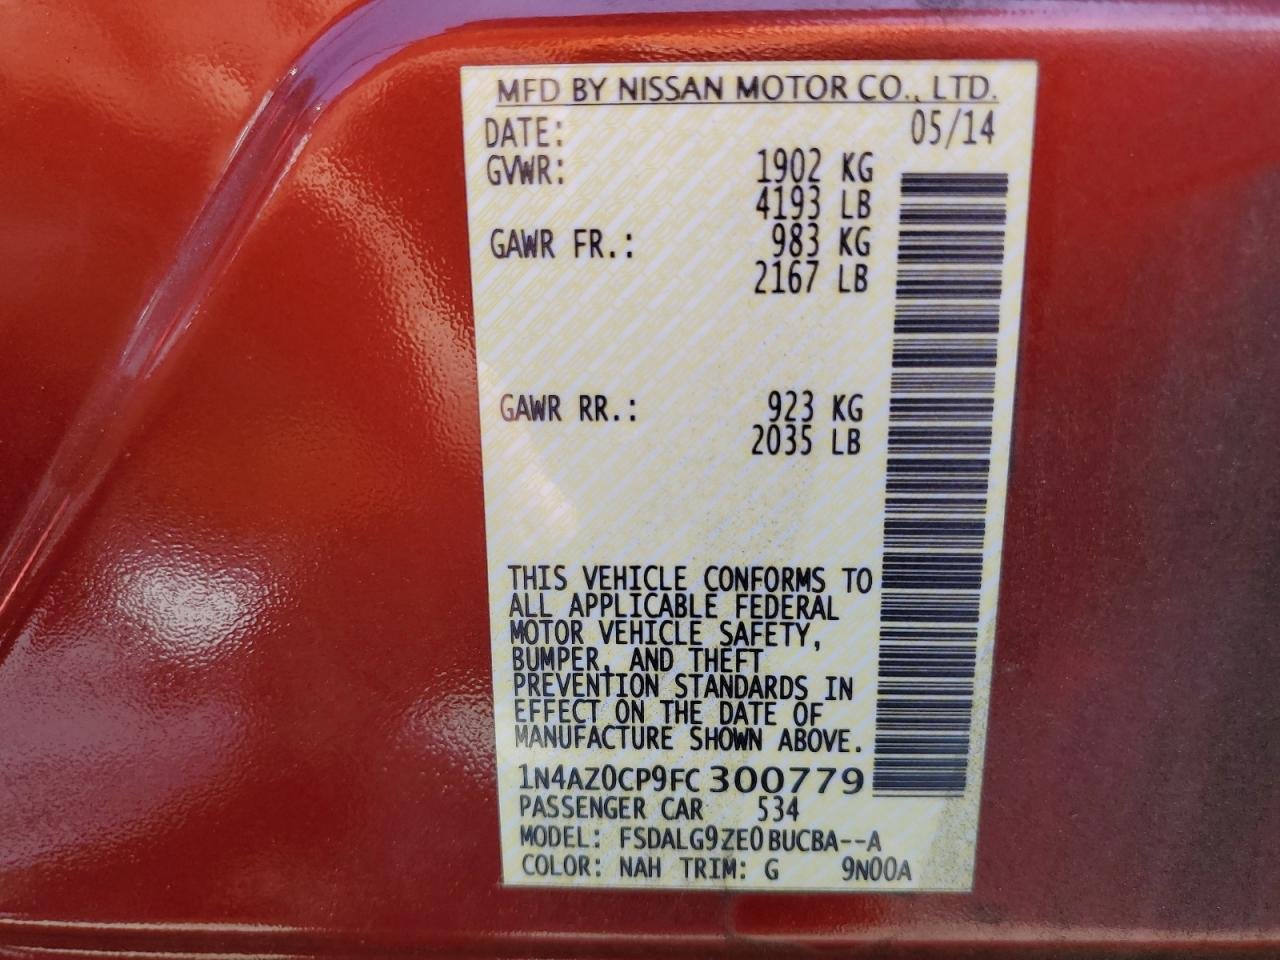 MFD BY NISSAN MOTOR CO., LTD.
DATE: 05/14
GVWR: 1902 KG
4193 LB
GAWR FR.: 983 KG
2167 LB
GAWR RR.: 923 KG
2035 LB
THIS VEHICLE CONFORMS TO
ALL APPLICABLE FEDERAL
MOTOR VEHICLE SAFETY,
BUMPER, AND THEFT
PREVENTION STANDARDS IN
EFFECT ON THE DATE OF
MANUFACTURE SHOWN ABOVE.
1N4AZ0CP9FC 300779
PASSENGER CAR 534
MODEL: FSDALG9ZE0BUCBA--A
COLOR: NAH TRIM: G 9N00A